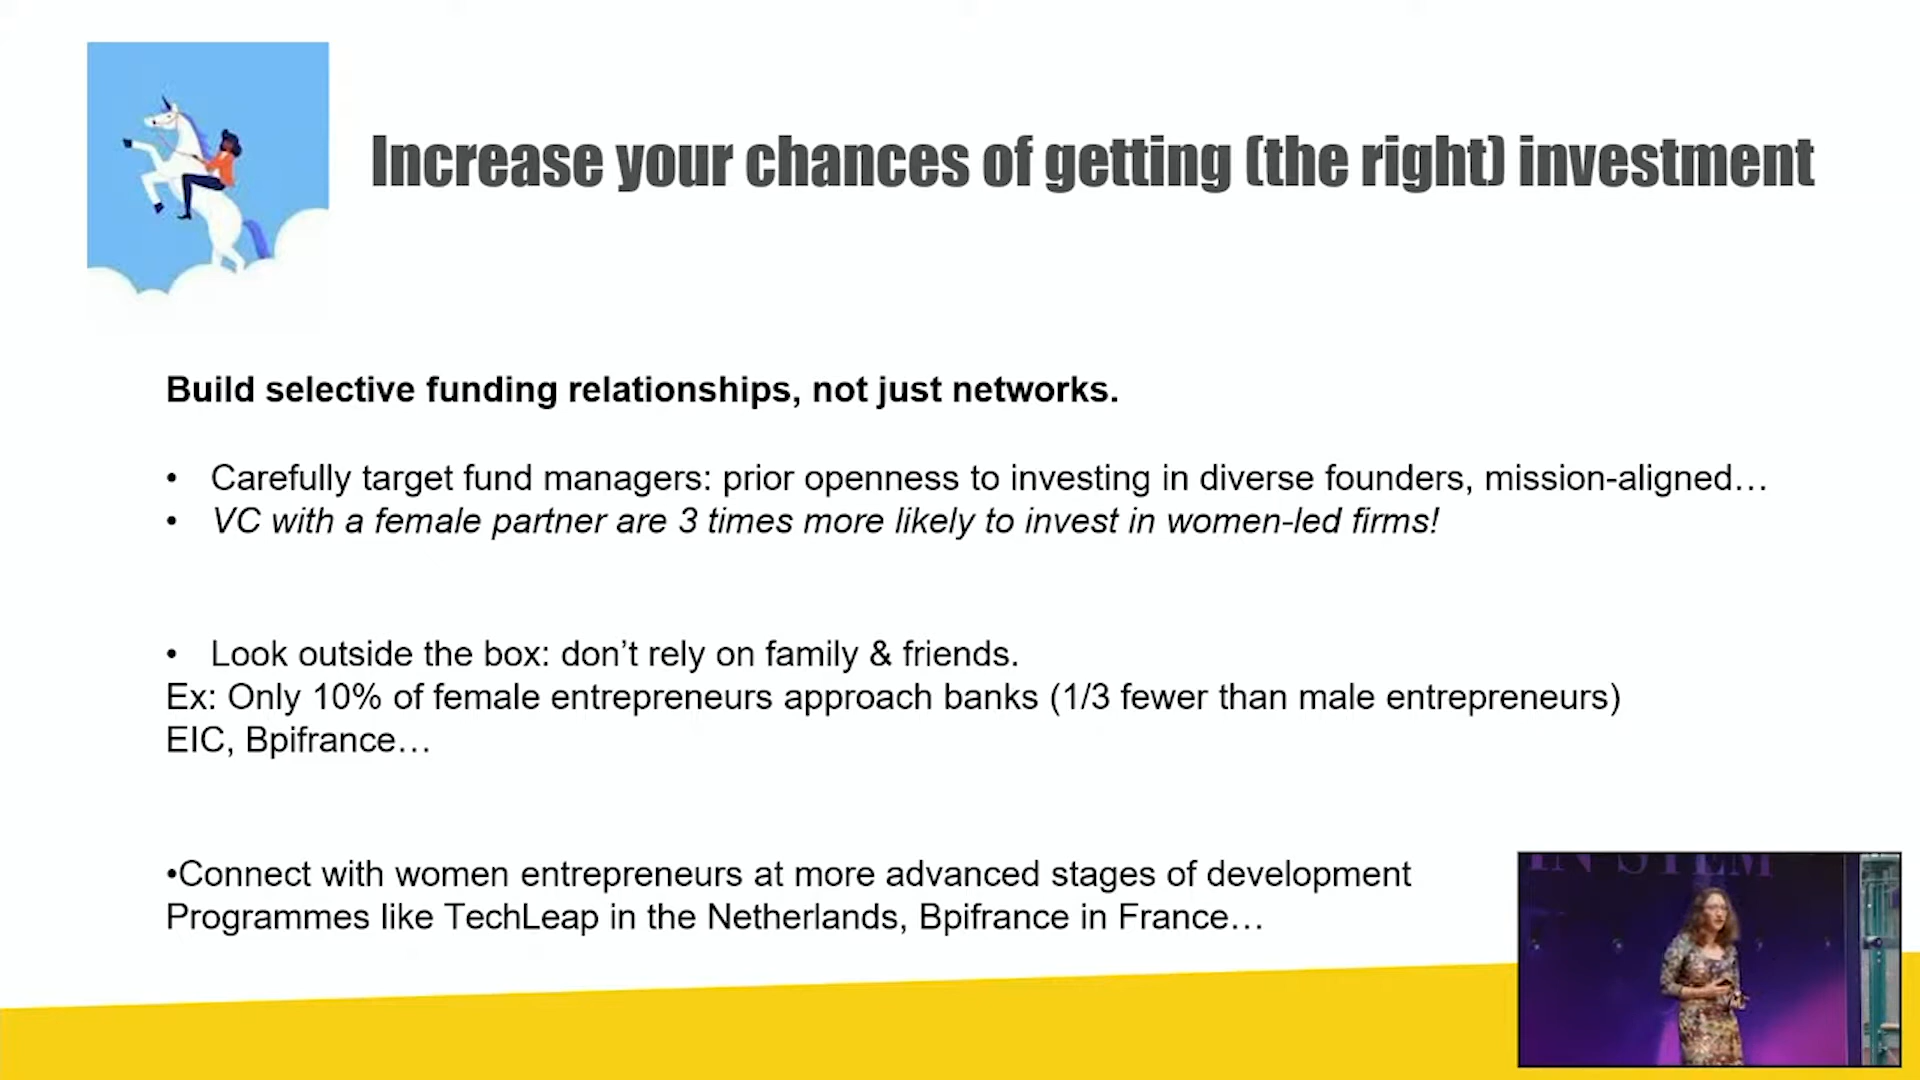 Increase your chances of getting (the right) investment
Build selective funding relationships, not just networks.
• Carefully target fund managers: prior openness to investing in diverse founders, mission-aligned…
• VC with a female partner are 3 times more likely to invest in women-led firms!
• Look outside the box: don’t rely on family & friends.
Ex: Only 10% of female entrepreneurs approach banks (1/3 fewer than male entrepreneurs)
EIC, Bpifrance…
•Connect with women entrepreneurs at more advanced stages of development
Programmes like TechLeap in the Netherlands, Bpifrance in France…
IN STEM